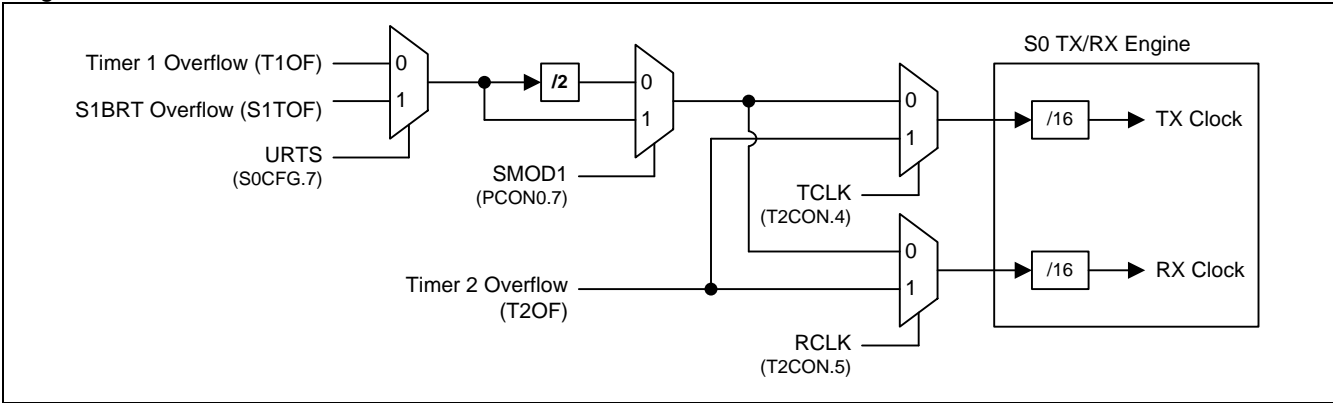 S0 TX/RX Engine
Timer 1 Overflow (T1OF)
0
S1BRT Overflow (S1TOF)
1
/2
0
1
0
1
/16
TX Clock
URTS
(S0CFG.7)
SMOD1
(PCON0.7)
TCLK
(T2CON.4)
Timer 2 Overflow
(T2OF)
0
1
/16
RX Clock
RCLK
(T2CON.5)